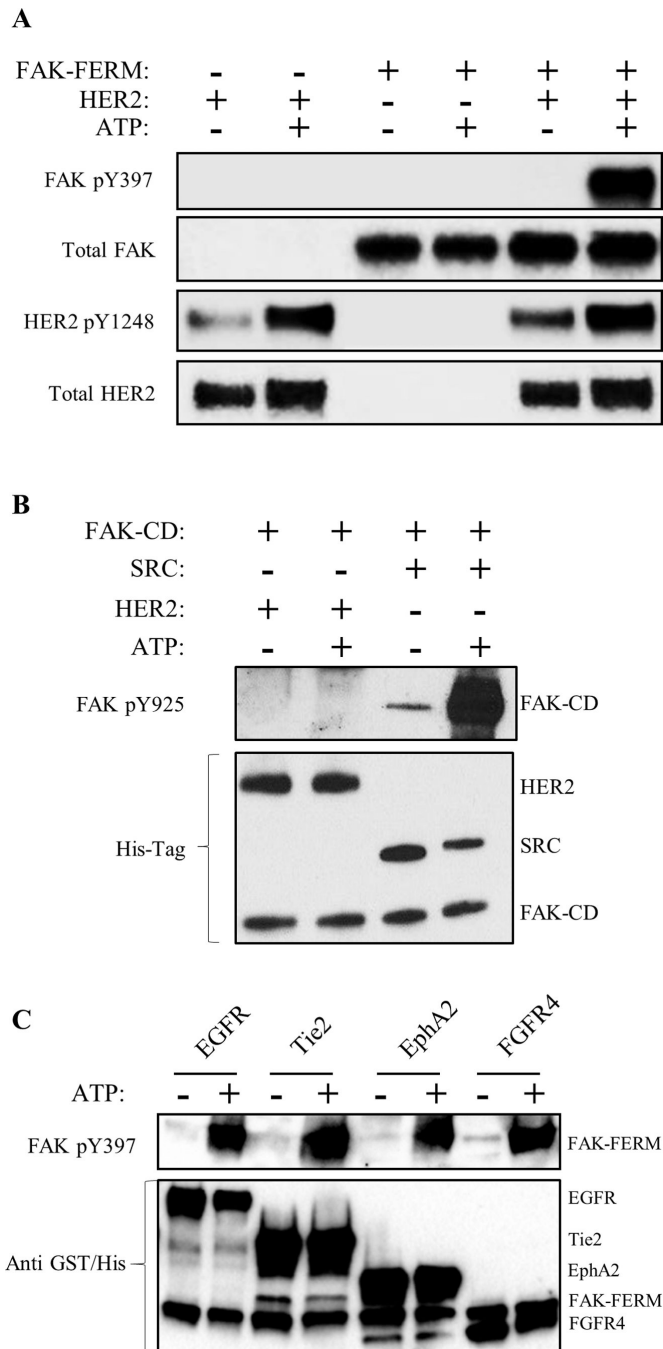 A
FAK-FERM: - - + + + +
HER2: + + - - + +
ATP: - + - + - +
FAK pY397
Total FAK
HER2 pY1248
Total HER2
B
FAK-CD: + + + +
SRC: - - + +
HER2: + + - -
ATP: - + - +
FAK pY925 FAK-CD
HER2
His-Tag SRC
FAK-CD
C
EGFR Tie2 EphA2 FGFR4
ATP: - + - + - + - +
FAK pY397 FAK-FERM
EGFR
Tie2
Anti GST/His EphA2
FAK-FERM
FGFR4